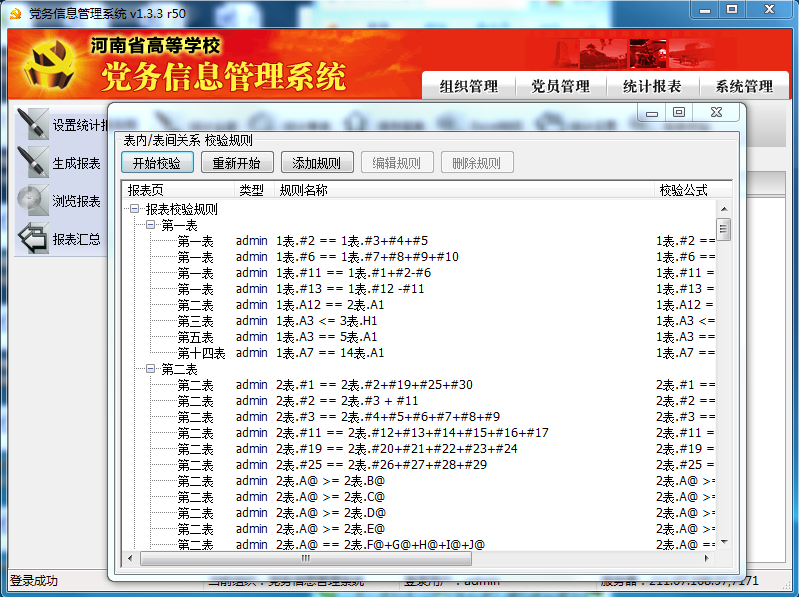 党务信息管理系统 v1.3.3 r50
河南省高等学校
党务信息管理系统
组织管理 党员管理 统计报表 系统管理
设置统计报
生成报表
浏览报表
报表汇总
表内/表间关系 校验规则
开始校验 重新开始 添加规则 编辑规则 删除规则
报表页 类型 规则名称 校验公式
报表校验规则
第一表
第一表 admin 1表.#2 == 1表.#3+#4+#5 1表.#2 ==
第一表 admin 1表.#6 == 1表.#7+#8+#9+#10 1表.#6 ==
第一表 admin 1表.#11 == 1表.#1+#2-#6 1表.#11 =
第一表 admin 1表.#13 == 1表.#12 -#11 1表.#13 =
第二表 admin 1表.A12 == 2表.A1 1表.A12 =
第三表 admin 1表.A3 <= 3表.H1 1表.A3 <=
第五表 admin 1表.A3 == 5表.A1 1表.A3 ==
第十四表 admin 1表.A7 == 14表.A1 1表.A7 ==
第二表
第二表 admin 2表.#1 == 2表.#2+#19+#25+#30 2表.#1 ==
第二表 admin 2表.#2 == 2表.#3 + #11 2表.#2 ==
第二表 admin 2表.#3 == 2表.#4+#5+#6+#7+#8+#9 2表.#3 ==
第二表 admin 2表.#11 == 2表.#12+#13+#14+#15+#16+#17 2表.#11 =
第二表 admin 2表.#19 == 2表.#20+#21+#22+#23+#24 2表.#19 =
第二表 admin 2表.#25 == 2表.#26+#27+#28+#29 2表.#25 =
第二表 admin 2表.A@ >= 2表.B@ 2表.A@ >=
第二表 admin 2表.A@ >= 2表.C@ 2表.A@ >=
第二表 admin 2表.A@ >= 2表.D@ 2表.A@ >=
第二表 admin 2表.A@ >= 2表.E@ 2表.A@ >=
第二表 admin 2表.A@ == 2表.F@+G@+H@+I@+J@ 2表.A@ ==
登录成功 当前组织：党务信息管理系统 登录用户：admin